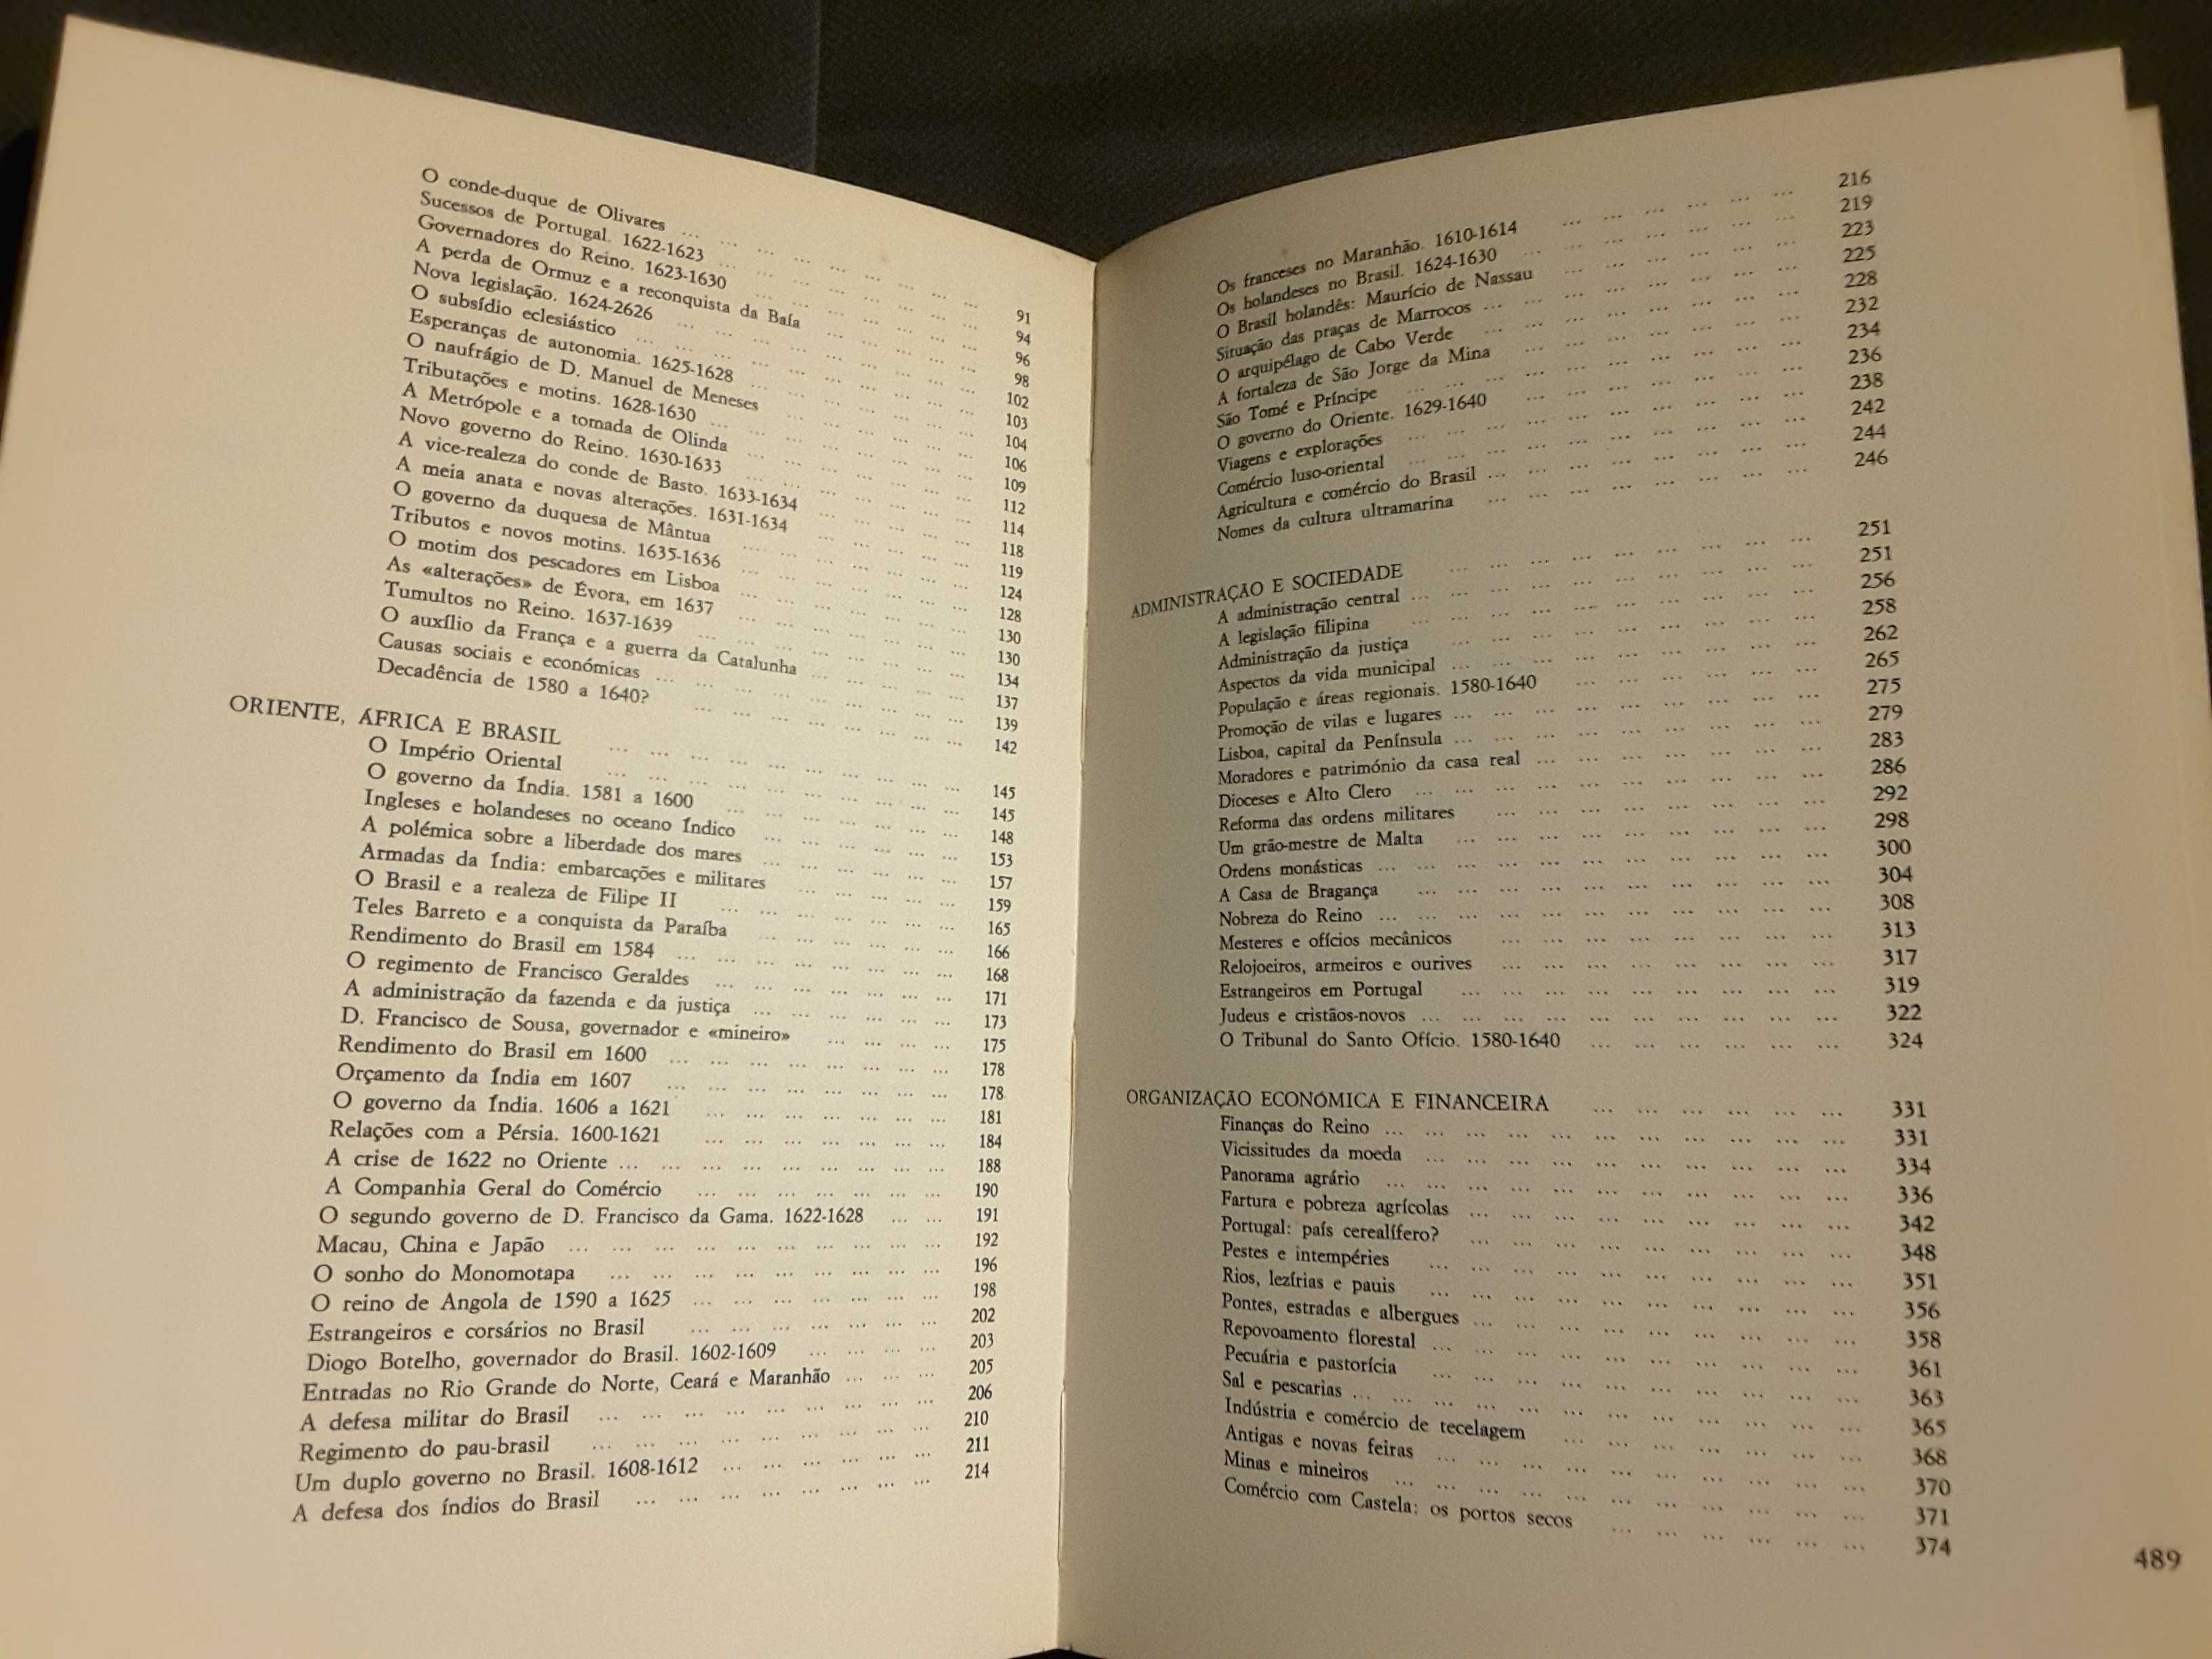 O conde-duque de Olivares ... 91
Sucessos de Portugal. 1622-1623 ... 94
Governadores do Reino. 1623-1630 ... 96
A perda de Ormuz e a reconquista da Baía ... 98
Nova legislação. 1624-2626 ... 102
O subsídio eclesiástico ... 103
Esperanças de autonomia. 1625-1628 ... 104
O naufrágio de D. Manuel de Meneses ... 106
Tributações e motins. 1628-1630 ... 109
A Metrópole e a tomada de Olinda ... 112
Novo governo do Reino. 1630-1633 ... 114
A vice-realeza do conde de Basto. 1633-1634 ... 118
A meia anata e novas alterações. 1631-1634 ... 119
O governo da duquesa de Mântua ... 124
Tributos e novos motins. 1635-1636 ... 128
O motim dos pescadores em Lisboa ... 130
As «alterações» de Évora, em 1637 ... 130
Tumultos no Reino. 1637-1639 ... 134
O auxílio da França e a guerra da Catalunha ... 137
Causas sociais e económicas ... 139
Decadência de 1580 a 1640? ... 142
ORIENTE, ÁFRICA E BRASIL ... 145
O Império Oriental ... 145
O governo da Índia. 1581 a 1600 ... 148
Ingleses e holandeses no oceano Índico ... 153
A polémica sobre a liberdade dos mares ... 157
Armadas da Índia: embarcações e militares ... 159
O Brasil e a realeza de Filipe II ... 165
Teles Barreto e a conquista da Paraíba ... 166
Rendimento do Brasil em 1584 ... 168
O regimento de Francisco Geraldes ... 171
A administração da fazenda e da justiça ... 173
D. Francisco de Sousa, governador e «mineiro» ... 175
Rendimento do Brasil em 1600 ... 178
Orçamento da Índia em 1607 ... 178
O governo da Índia. 1606 a 1621 ... 181
Relações com a Pérsia. 1600-1621 ... 184
A crise de 1622 no Oriente ... 188
A Companhia Geral do Comércio ... 190
O segundo governo de D. Francisco da Gama. 1622-1628 ... 191
Macau, China e Japão ... 192
O sonho do Monomotapa ... 196
O reino de Angola de 1590 a 1625 ... 198
Estrangeiros e corsários no Brasil ... 202
Diogo Botelho, governador do Brasil. 1602-1609 ... 203
Entradas no Rio Grande do Norte, Ceará e Maranhão ... 205
A defesa militar do Brasil ... 206
Regimento do pau-brasil ... 210
Um duplo governo no Brasil. 1608-1612 ... 211
A defesa dos índios do Brasil ... 214
Os franceses no Maranhão. 1610-1614 ... 216
Os holandeses no Brasil. 1624-1630 ... 219
O Brasil holandês: Maurício de Nassau ... 223
Situação das praças de Marrocos ... 225
O arquipélago de Cabo Verde ... 228
A fortaleza de São Jorge da Mina ... 232
São Tomé e Príncipe ... 234
O governo do Oriente. 1629-1640 ... 236
Viagens e explorações ... 238
Comércio luso-oriental ... 242
Agricultura e comércio do Brasil ... 244
Nomes da cultura ultramarina ... 246
ADMINISTRAÇÃO E SOCIEDADE ... 251
A administração central ... 251
A legislação filipina ... 256
Administração da justiça ... 258
Aspectos da vida municipal ... 262
População e áreas regionais. 1580-1640 ... 265
Promoção de vilas e lugares ... 275
Lisboa, capital da Península ... 279
Moradores e património da casa real ... 283
Dioceses e Alto Clero ... 286
Reforma das ordens militares ... 292
Um grão-mestre de Malta ... 298
Ordens monásticas ... 300
A Casa de Bragança ... 304
Nobreza do Reino ... 308
Mesteres e ofícios mecânicos ... 313
Relojoeiros, armeiros e ourives ... 317
Estrangeiros em Portugal ... 319
Judeus e cristãos-novos ... 322
O Tribunal do Santo Ofício. 1580-1640 ... 324
ORGANIZAÇÃO ECONÓMICA E FINANCEIRA ... 331
Finanças do Reino ... 331
Vicissitudes da moeda ... 334
Panorama agrário ... 336
Fartura e pobreza agrícolas ... 342
Portugal: país cerealífero? ... 348
Pestes e intempéries ... 351
Rios, lezírias e pauis ... 356
Pontes, estradas e albergues ... 358
Repovoamento florestal ... 361
Pecuária e pastorícia ... 363
Sal e pescarias ... 365
Indústria e comércio de tecelagem ... 368
Antigas e novas feiras ... 370
Minas e mineiros ... 371
Comércio com Castela: os portos secos ... 374
489